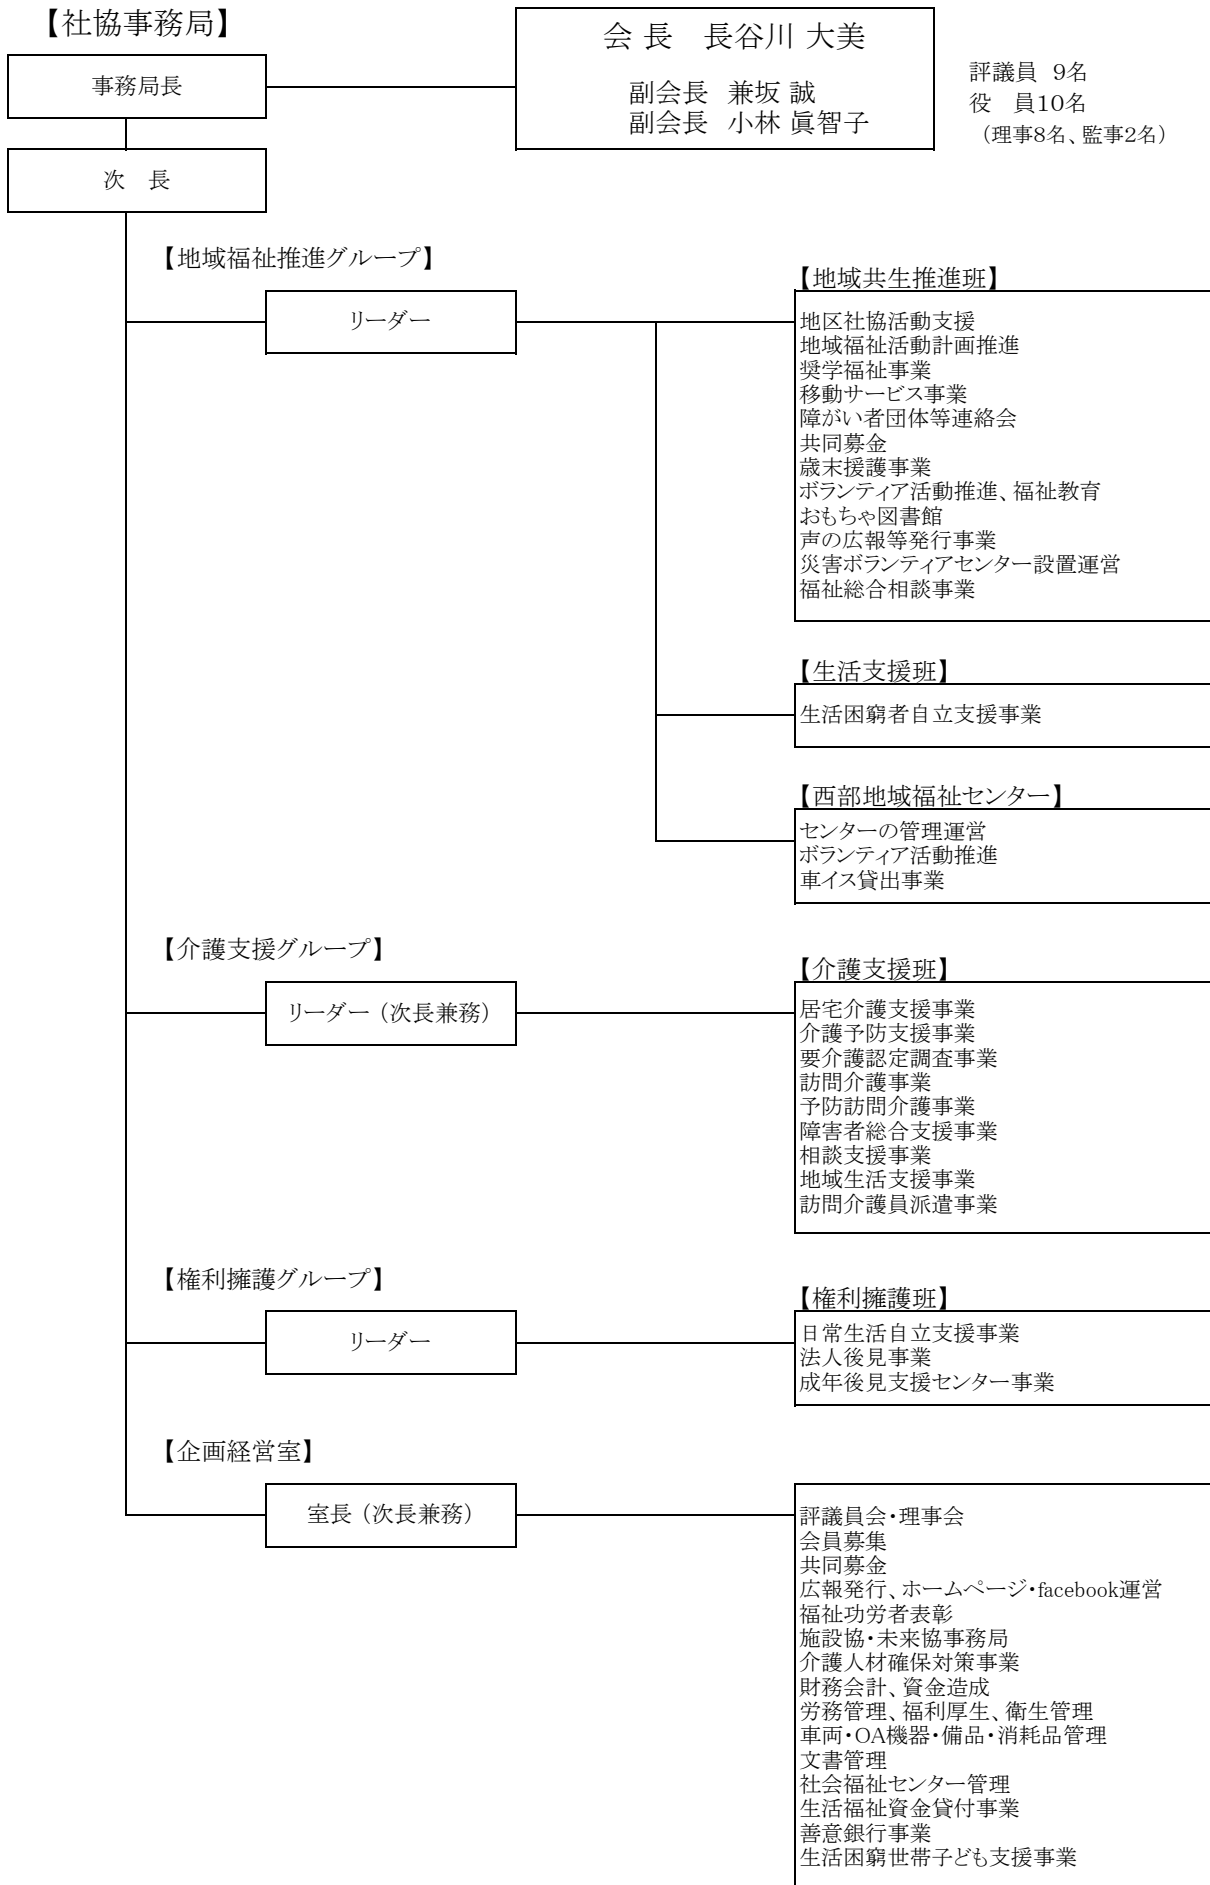 【社協事務局】
会 長　長谷川 大美
副会長　兼坂 誠
副会長　小林 眞智子
評議員　9名
役　員10名
（理事8名、監事2名）
事務局長
次　長
【地域福祉推進グループ】
リーダー
【地域共生推進班】
地区社協活動支援
地域福祉活動計画推進
奨学福祉事業
移動サービス事業
障がい者団体等連絡会
共同募金
歳末援護事業
ボランティア活動推進、福祉教育
おもちゃ図書館
声の広報等発行事業
災害ボランティアセンター設置運営
福祉総合相談事業
【生活支援班】
生活困窮者自立支援事業
【西部地域福祉センター】
センターの管理運営
ボランティア活動推進
車イス貸出事業
【介護支援グループ】
リーダー（次長兼務）
【介護支援班】
居宅介護支援事業
介護予防支援事業
要介護認定調査事業
訪問介護事業
予防訪問介護事業
障害者総合支援事業
相談支援事業
地域生活支援事業
訪問介護員派遣事業
【権利擁護グループ】
リーダー
【権利擁護班】
日常生活自立支援事業
法人後見事業
成年後見支援センター事業
【企画経営室】
室長（次長兼務）
評議員会・理事会
会員募集
共同募金
広報発行、ホームページ・facebook運営
福祉功労者表彰
施設協・未来協事務局
介護人材確保対策事業
財務会計、資金造成
労務管理、福利厚生、衛生管理
車両・OA機器・備品・消耗品管理
文書管理
社会福祉センター管理
生活福祉資金貸付事業
善意銀行事業
生活困窮世帯子ども支援事業